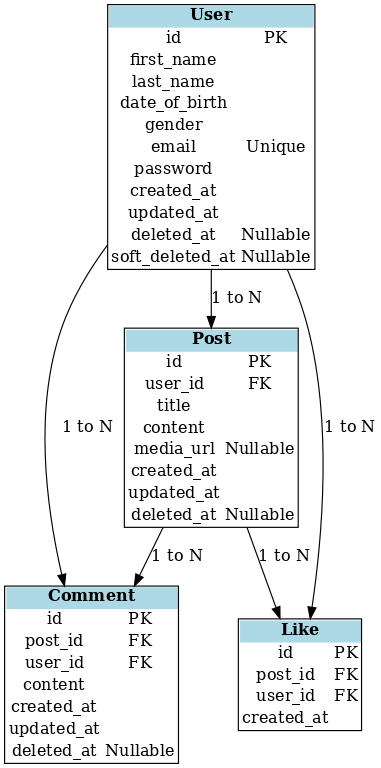 User
id PK
first_name
last_name
date_of_birth
gender
email Unique
password
created_at
updated_at
deleted_at Nullable
soft_deleted_at Nullable
1 to N
Post
id PK
user_id FK
title
content
media_url Nullable
created_at
updated_at
deleted_at Nullable
1 to N
1 to N
1 to N
1 to N
Comment
id PK
post_id FK
user_id FK
content
created_at
updated_at
deleted_at Nullable
Like
id PK
post_id FK
user_id FK
created_at